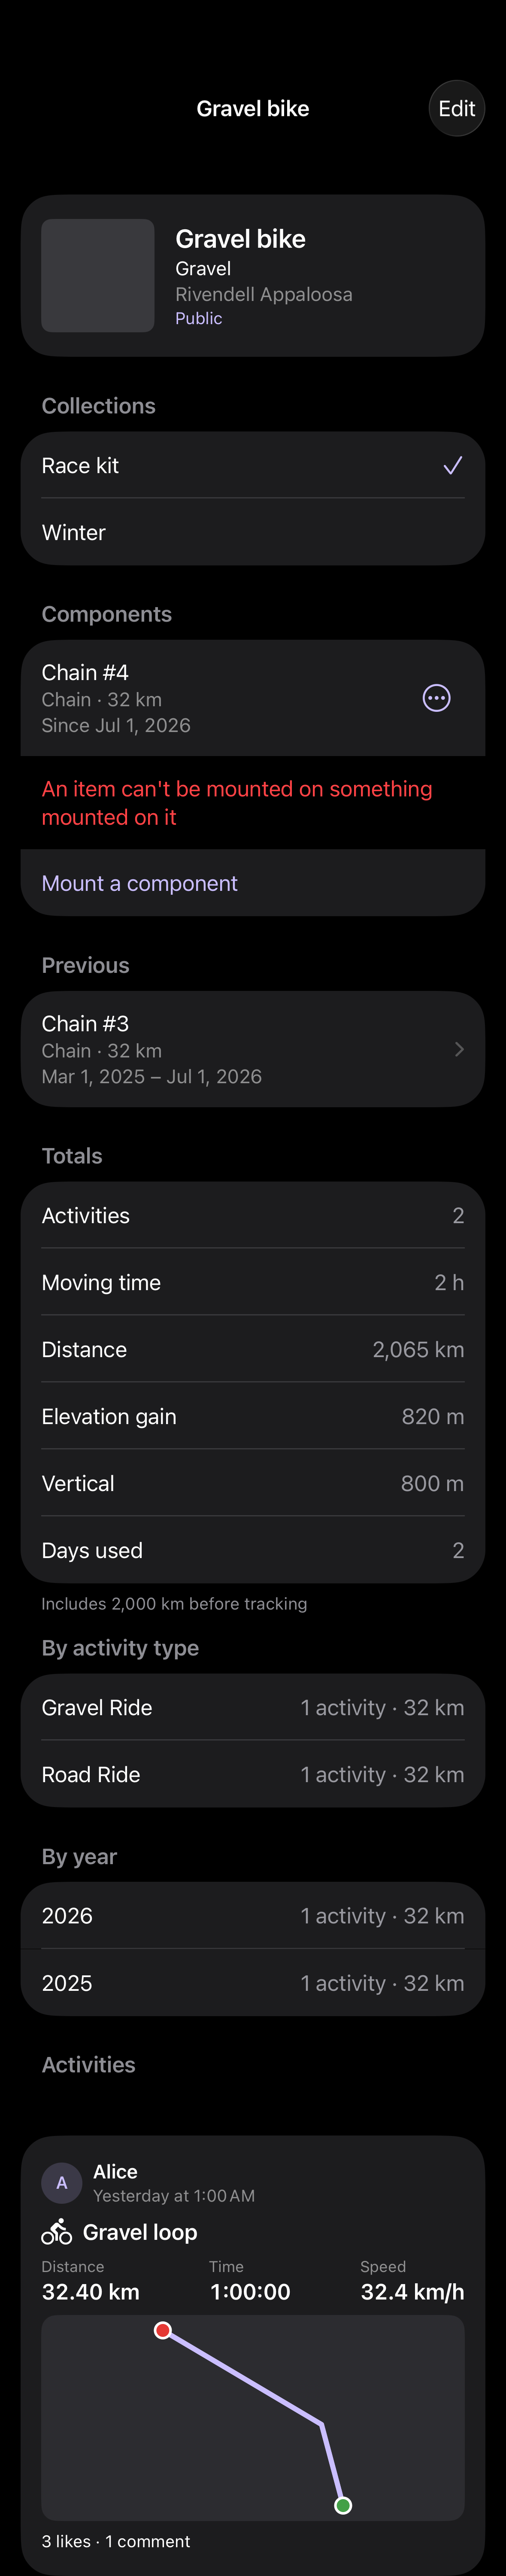 Gravel bike
Edit
Gravel bike
Gravel
Rivendell Appaloosa
Public
Collections
Race kit
Winter
Components
Chain #4
Chain · 32 km
Since Jul 1, 2026
An item can't be mounted on something
mounted on it
Mount a component
Previous
Chain #3
Chain · 32 km
Mar 1, 2025 – Jul 1, 2026
Totals
Activities 2
Moving time 2 h
Distance 2,065 km
Elevation gain 820 m
Vertical 800 m
Days used 2
Includes 2,000 km before tracking
By activity type
Gravel Ride 1 activity · 32 km
Road Ride 1 activity · 32 km
By year
2026 1 activity · 32 km
2025 1 activity · 32 km
Activities
A
Alice
Yesterday at 1:00 AM
Gravel loop
Distance Time Speed
32.40 km 1:00:00 32.4 km/h
3 likes · 1 comment